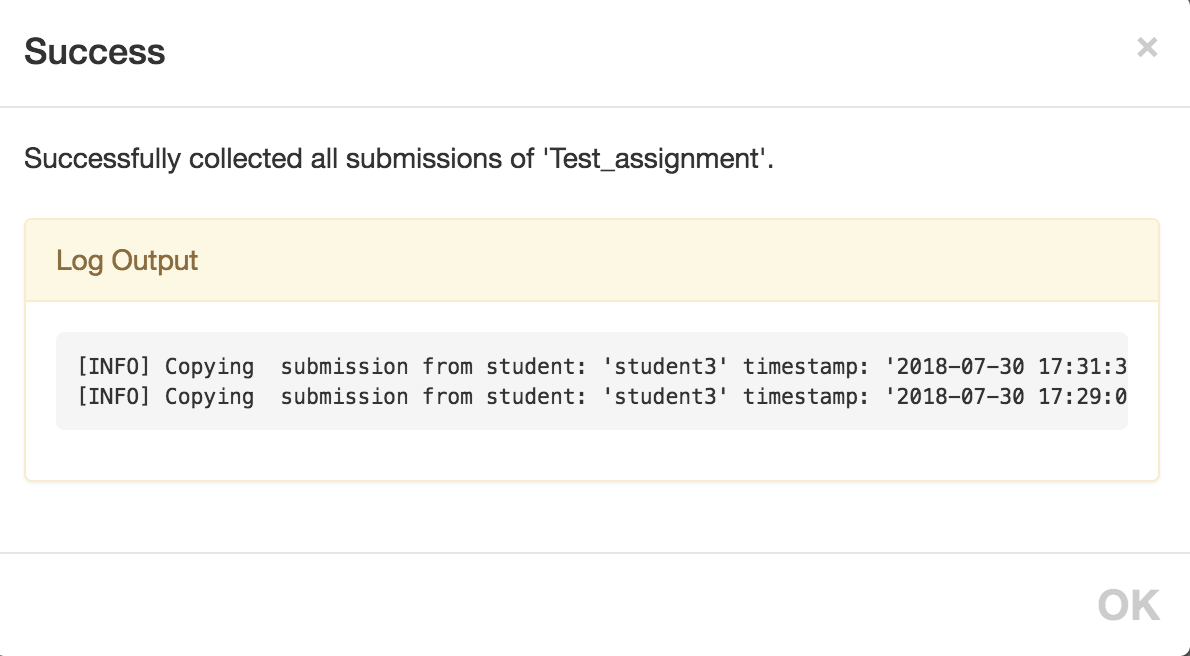 Success
×
Successfully collected all submissions of 'Test_assignment'.
Log Output
[INFO] Copying  submission from student: 'student3' timestamp: '2018-07-30 17:31:3
[INFO] Copying  submission from student: 'student3' timestamp: '2018-07-30 17:29:0
OK